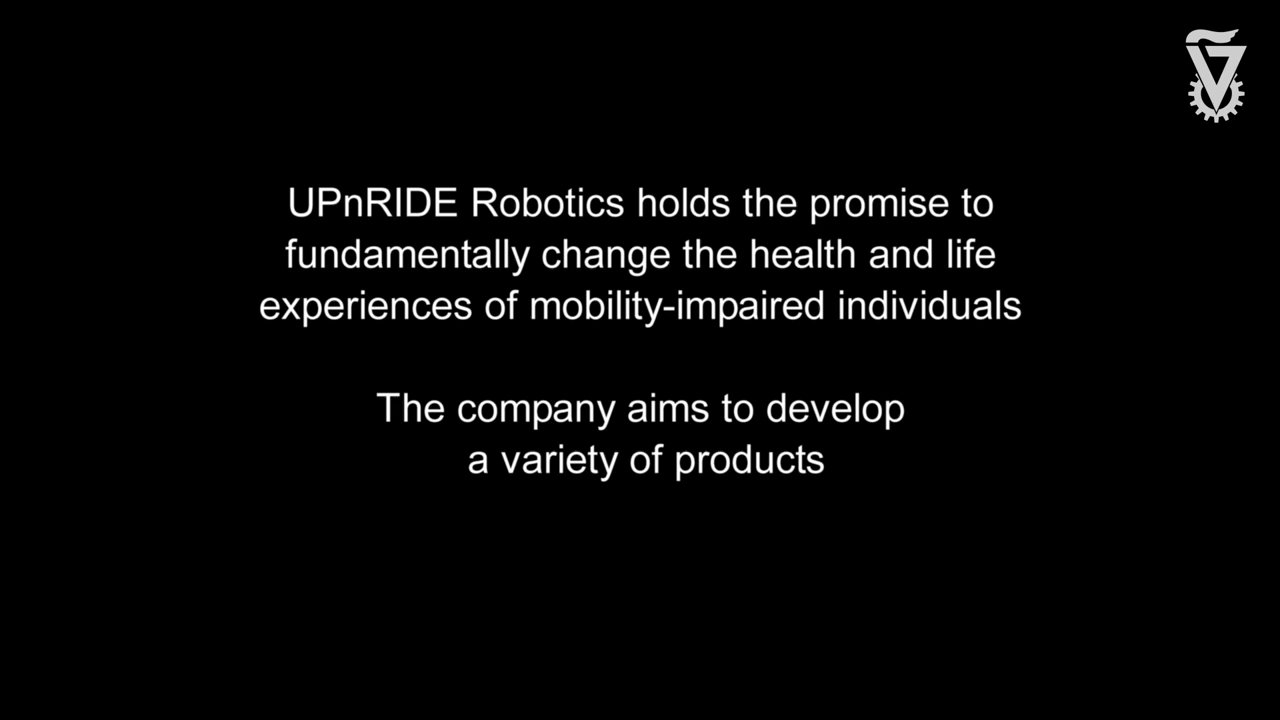 UPnRIDE Robotics holds the promise to
fundamentally change the health and life
experiences of mobility-impaired individuals
The company aims to develop
a variety of products